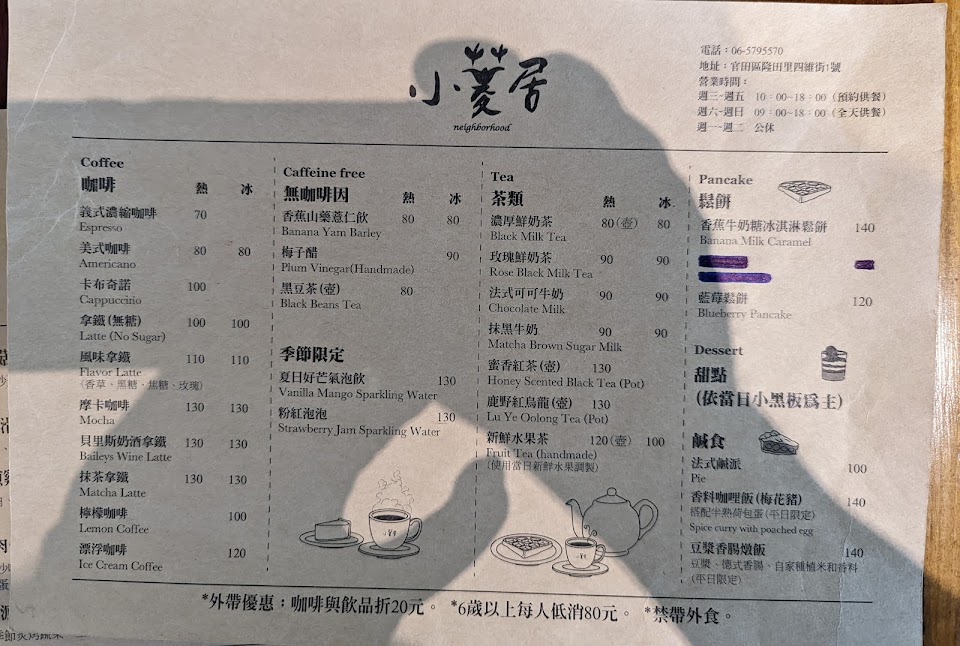 小菱居
neighborhood
電話：06-5795570
地址：官田區隆田里四維街1號
營業時間：
週三~週五 10：00~18：00（預約供餐）
週六~週日 09：00~18：00（全天供餐）
週一~週二 公休
Coffee
咖啡 熱 冰
義式濃縮咖啡 70
Espresso
美式咖啡 80 80
Americano
卡布奇諾 100
Cappuccino
拿鐵(無糖) 100 100
Latte (No Sugar)
風味拿鐵 110 110
Flavor Latte
(香草、黑糖、焦糖、玫瑰)
摩卡咖啡 130 130
Mocha
貝里斯奶酒拿鐵 130 130
Baileys Wine Latte
抹茶拿鐵 130 130
Matcha Latte
檸檬咖啡 100
Lemon Coffee
漂浮咖啡 120
Ice Cream Coffee
Caffeine free
無咖啡因 熱 冰
香蕉山藥薏仁飲 80 80
Banana Yam Barley
梅子醋 90
Plum Vinegar(Handmade)
黑豆茶(壺) 80
Black Beans Tea
季節限定
夏日好芒氣泡飲 130
Vanilla Mango Sparkling Water
粉紅泡泡 130
Strawberry Jam Sparkling Water
Tea
茶類 熱 冰
濃厚鮮奶茶 80(壺) 80
Black Milk Tea
玫瑰鮮奶茶 90 90
Rose Black Milk Tea
法式可可牛奶 90 90
Chocolate Milk
抹黑牛奶 90 90
Matcha Brown Sugar Milk
蜜香紅茶(壺) 130
Honey Scented Black Tea (Pot)
鹿野紅烏龍(壺) 130
Lu Ye Oolong Tea (Pot)
新鮮水果茶 120(壺) 100
Fruit Tea (handmade)
(使用當日新鮮水果調製)
Pancake
鬆餅
香蕉牛奶糖冰淇淋鬆餅 140
Banana Milk Caramel
藍莓鬆餅 120
Blueberry Pancake
Dessert
甜點
(依當日小黑板為主)
鹹食
法式鹹派 100
Pie
香料咖哩飯(梅花豬) 140
搭配半熟荷包蛋(平日限定)
Spice curry with poached egg
豆漿香腸燉飯 140
豆漿、德式香腸、自家種植米和香料
(平日限定)
*外帶優惠：咖啡與飲品折20元。 *6歲以上每人低消80元。 *禁帶外食。